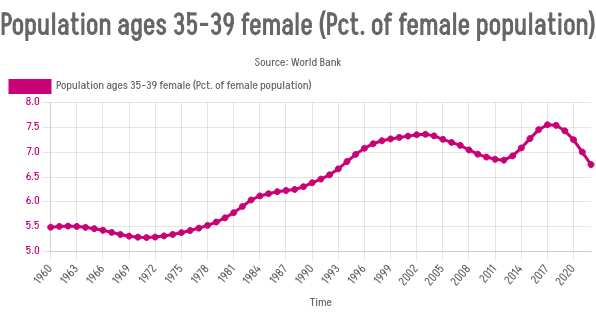 Population ages 35-39 female (Pct. of female population)
Source: World Bank
Population ages 35-39 female (Pct. of female population)
8.0
7.5
7.0
6.5
6.0
5.5
5.0
1960 1963 1966 1969 1972 1975 1978 1981 1984 1987 1990 1993 1996 1999 2002 2005 2008 2011 2014 2017 2020
Time